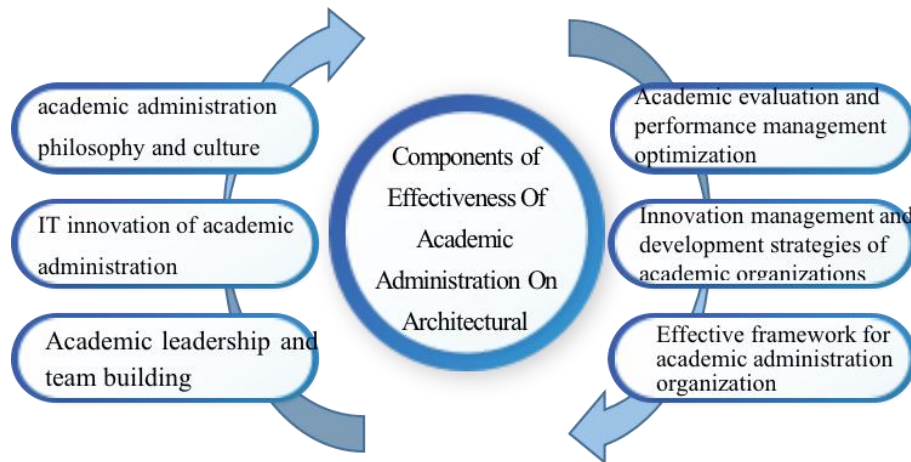 academic administration
philosophy and culture
IT innovation of academic
administration
Academic leadership and
team building
Components of
Effectiveness Of
Academic
Administration On
Architectural
Academic evaluation and
performance management
optimization
Innovation management and
development strategies of
academic organizations
Effective framework for
academic administration
organization